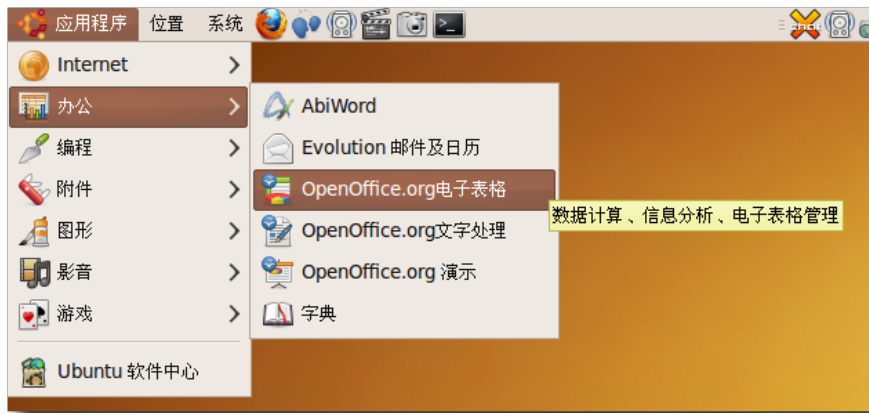 应用程序 位置 系统
Internet
办公
编程
附件
图形
影音
游戏
Ubuntu 软件中心
AbiWord
Evolution 邮件及日历
OpenOffice.org电子表格
OpenOffice.org文字处理
OpenOffice.org 演示
字典
数据计算、信息分析、电子表格管理